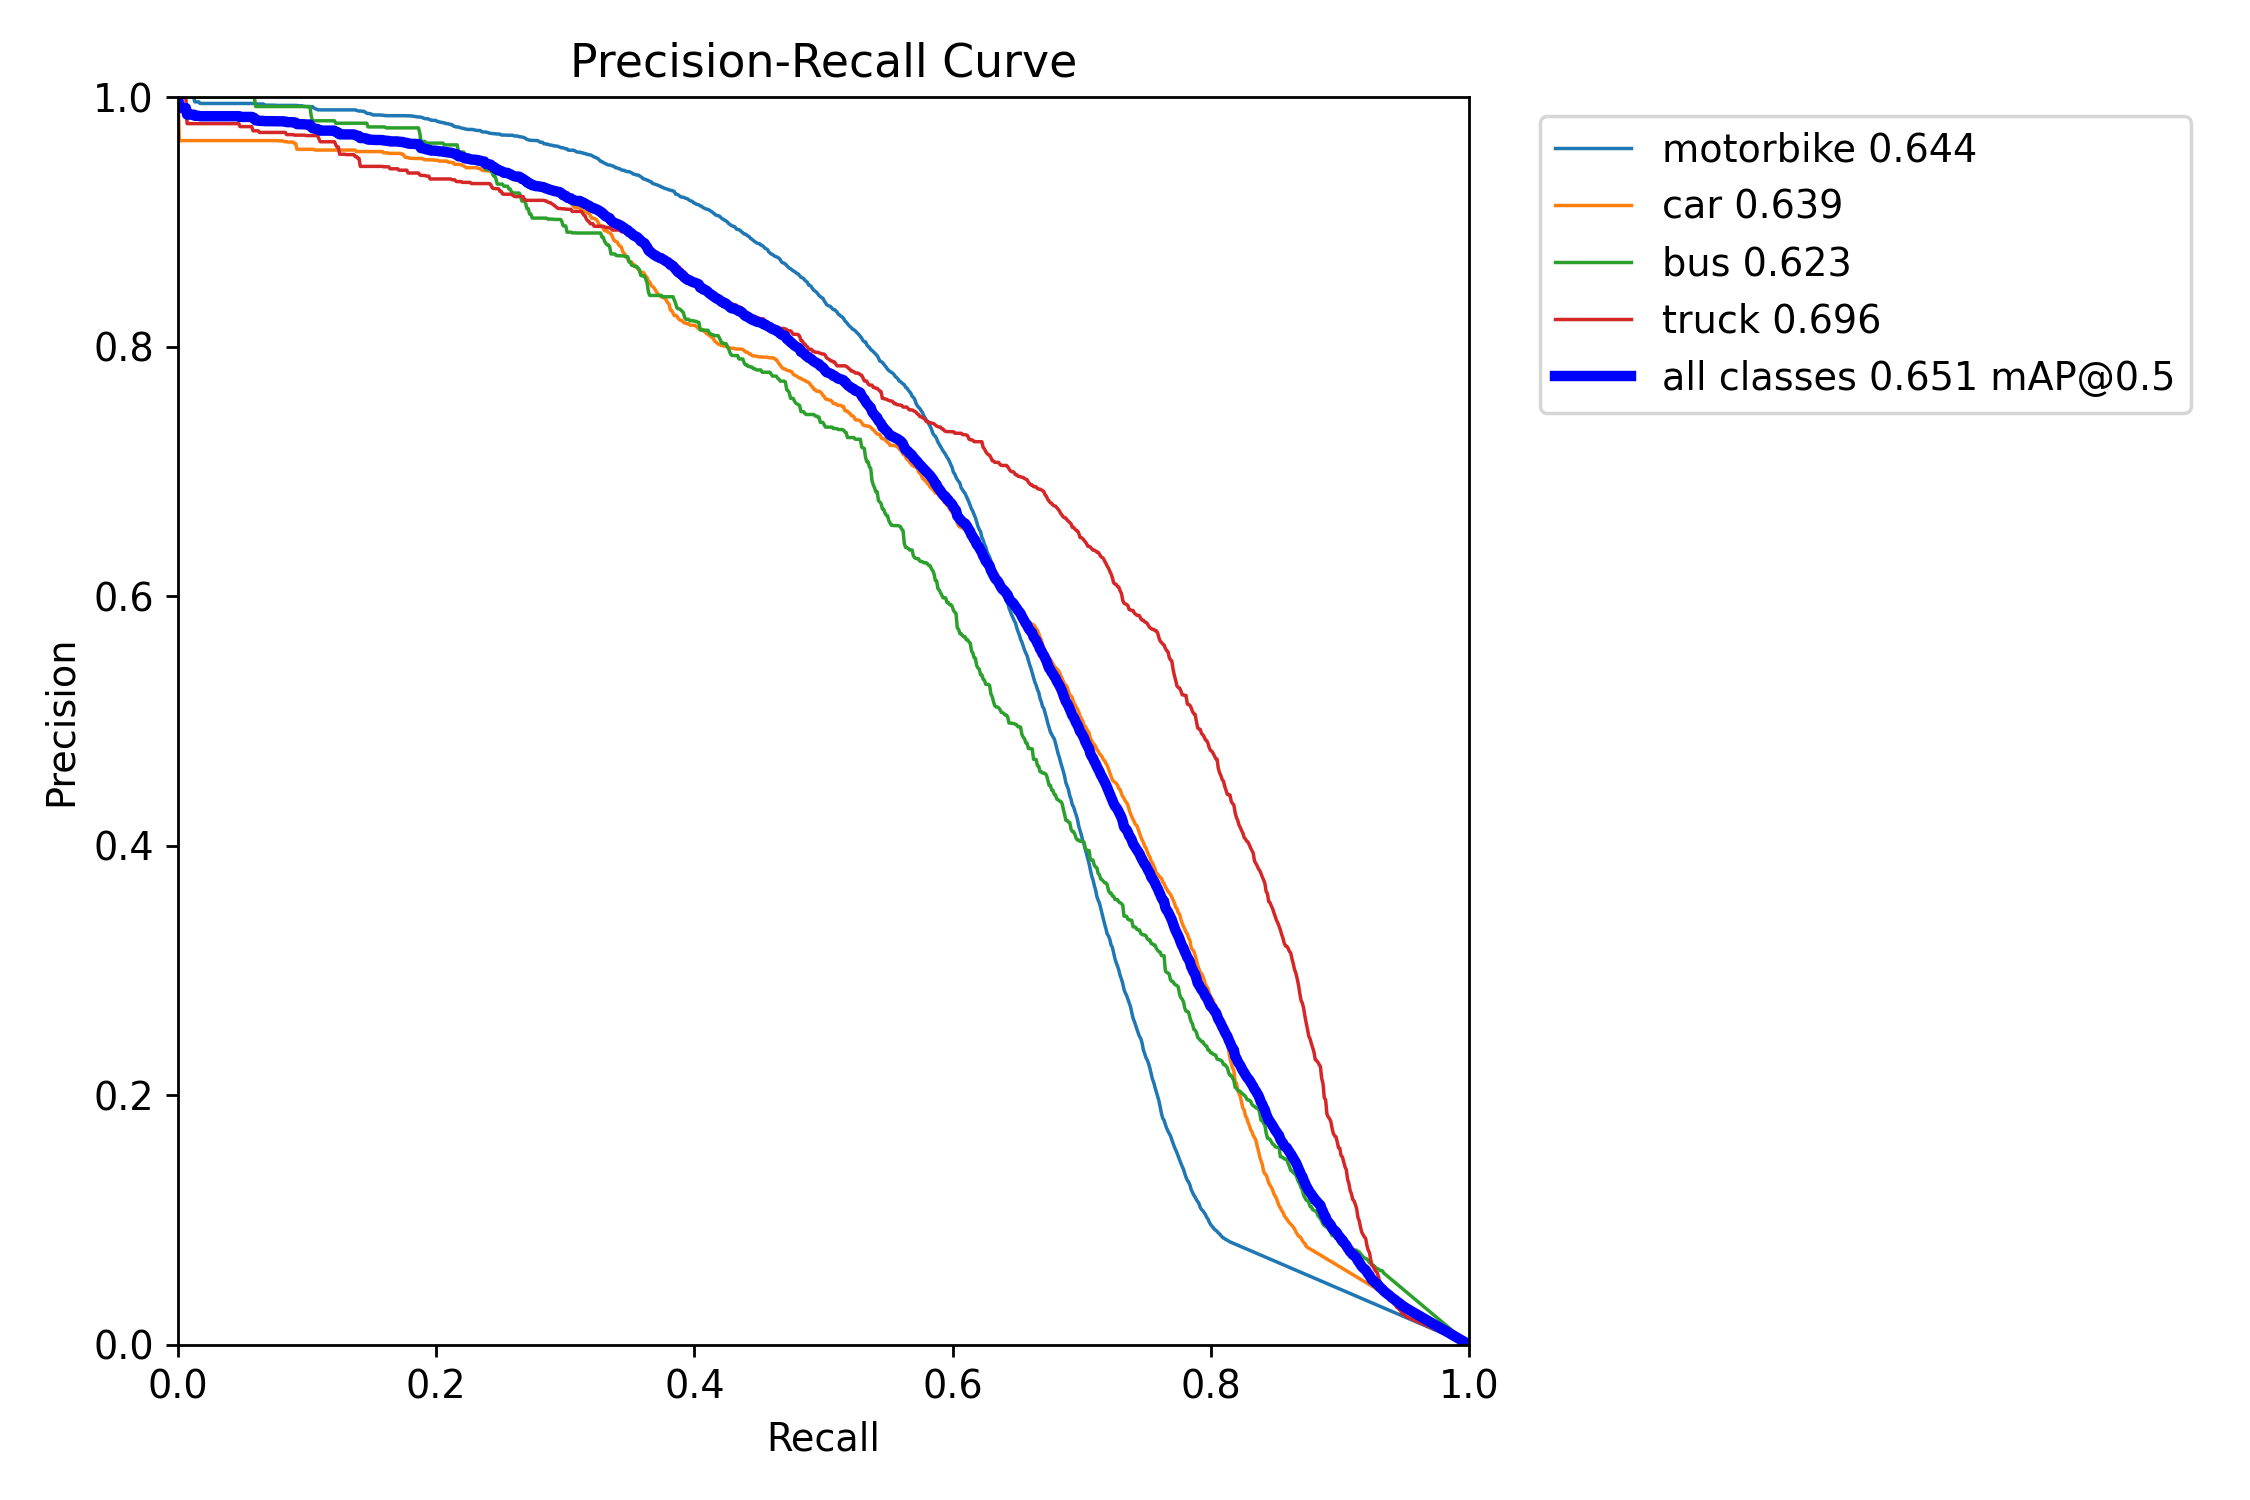 Precision-Recall Curve
1.0
0.8
0.6
0.4
0.2
0.0
Precision
0.0 0.2 0.4 0.6 0.8 1.0
Recall
motorbike 0.644
car 0.639
bus 0.623
truck 0.696
all classes 0.651 mAP@0.5